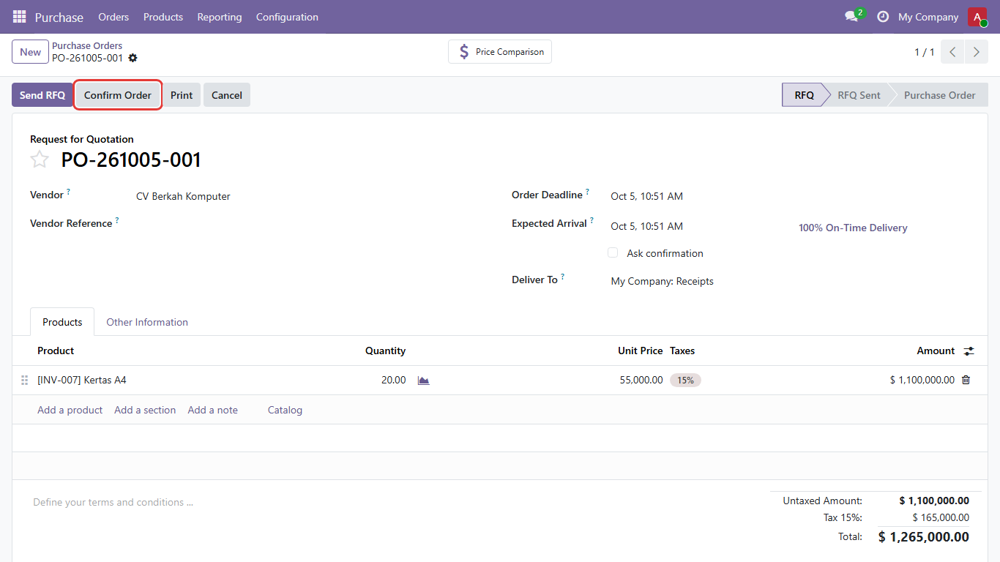 Purchase Orders Products Reporting Configuration 2 My Company A
New Purchase Orders
PO-261005-001 Price Comparison 1 / 1
Send RFQ Confirm Order Print Cancel RFQ RFQ Sent Purchase Order
Request for Quotation
PO-261005-001
Vendor ? CV Berkah Komputer Order Deadline ? Oct 5, 10:51 AM
Vendor Reference ? Expected Arrival ? Oct 5, 10:51 AM 100% On-Time Delivery
Ask confirmation
Deliver To ? My Company: Receipts
Products Other Information
Product Quantity Unit Price Taxes Amount
[INV-007] Kertas A4 20.00 55,000.00 15% $ 1,100,000.00
Add a product Add a section Add a note Catalog
Define your terms and conditions ... Untaxed Amount: $ 1,100,000.00
Tax 15%: $ 165,000.00
Total: $ 1,265,000.00